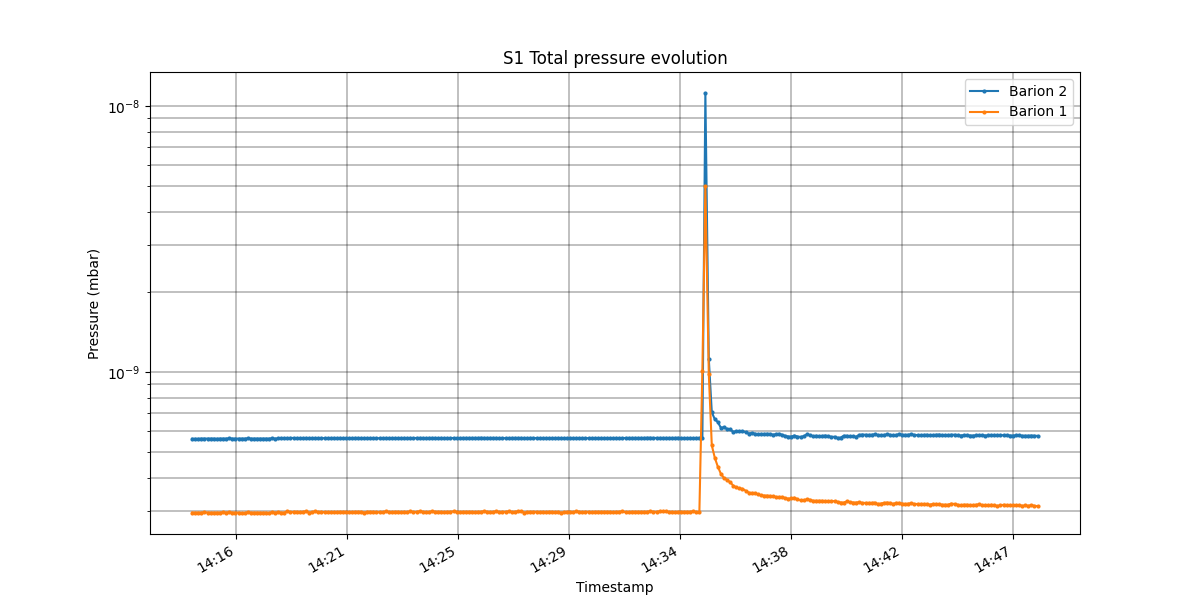 S1 Total pressure evolution
Barion 2
Barion 1
Pressure (mbar)
10⁻⁸
10⁻⁹
14:16
14:21
14:25
14:29
14:34
14:38
14:42
14:47
Timestamp